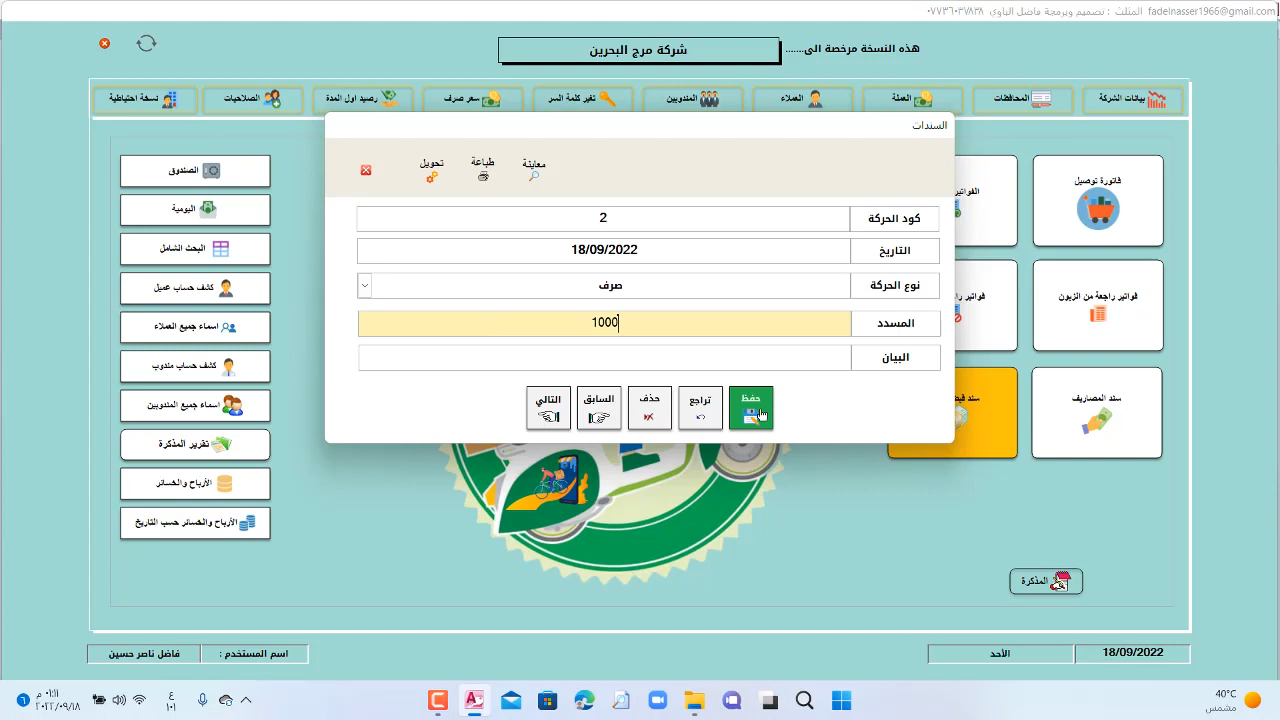 fadelnasser1966@gmail.com المثلث : تصميم وبرمجة فاضل الباوي ٠٧٧٣٦٠٣٧٨٣٨
هذه النسخة مرخصة الى.......
شركة مرج البحرين
بيانات الشركة
المحافظات
العملة
العملاء
المندوبين
تغير كلمة السر
سعر صرف
رصيد اول المدة
الصلاحيات
نسخة احتياطية
السندات
معاينة
طباعة
تحويل
كود الحركة
2
التاريخ
18/09/2022
نوع الحركة
صرف
المسدد
1000
البيان
حفظ
تراجع
حذف
السابق
التالي
فاتورة توصيل
فواتير راجعة من الزبون
سند المصاريف
المذكرة
الصندوق
اليومية
البحث الشامل
كشف حساب عميل
اسماء جميع العملاء
كشف حساب مندوب
اسماء جميع المندوبين
تقرير المذكرة
الأرباح والخسائر
الأرباح والخسائر حسب التاريخ
18/09/2022
الأحد
اسم المستخدم :
فاضل ناصر حسين
40°C
مشمس
ع
٠١:١١ م
٢٠٢٢/٠٩/١٨